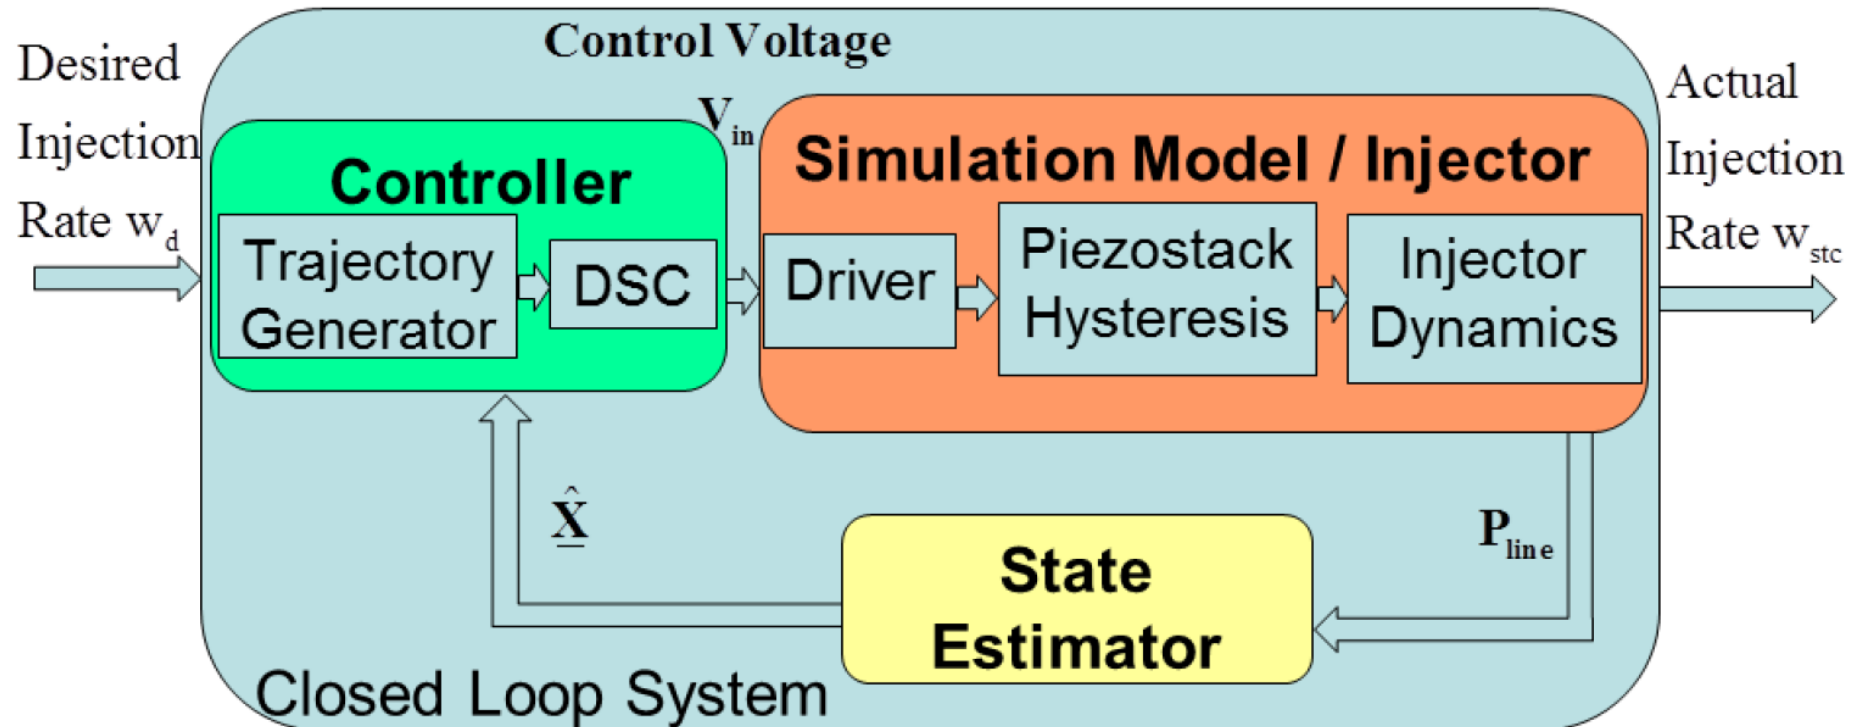 Desired
Injection
Rate w_d
Control Voltage
V_in
Controller
Trajectory
Generator
DSC
Simulation Model / Injector
Driver
Piezostack
Hysteresis
Injector
Dynamics
Actual
Injection
Rate w_stc
X̲̂
P_line
State
Estimator
Closed Loop System